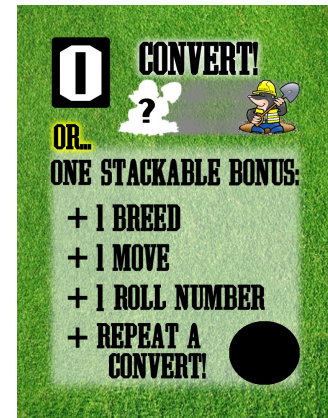 0
CONVERT!
?
OR...
ONE STACKABLE BONUS:
+ 1 BREED
+ 1 MOVE
+ 1 ROLL NUMBER
+ REPEAT A
CONVERT!